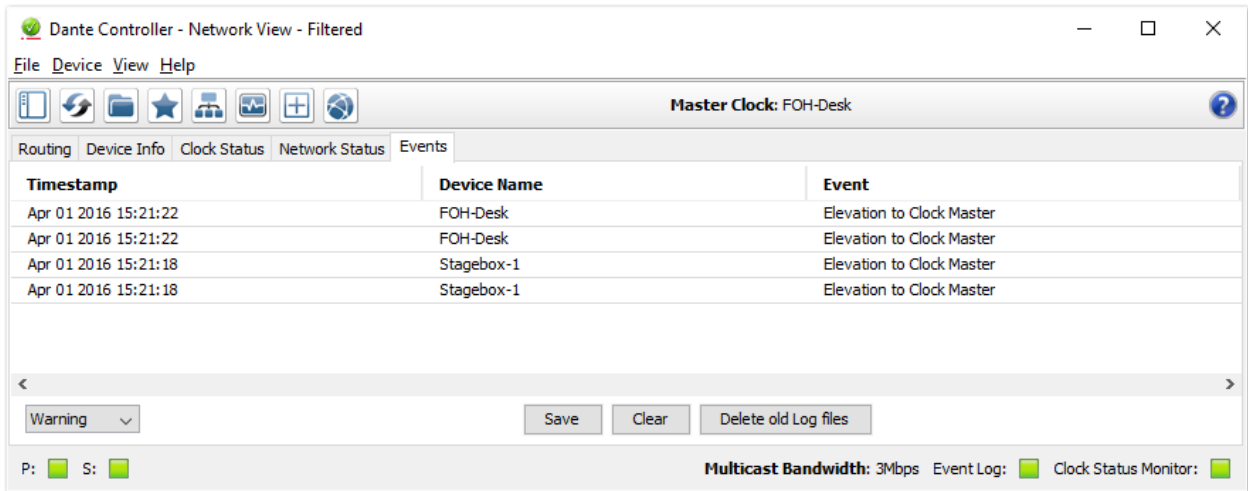 Dante Controller - Network View - Filtered
File Device View Help
Master Clock: FOH-Desk
?
Routing Device Info Clock Status Network Status Events
Timestamp Device Name Event
Apr 01 2016 15:21:22 FOH-Desk Elevation to Clock Master
Apr 01 2016 15:21:22 FOH-Desk Elevation to Clock Master
Apr 01 2016 15:21:18 Stagebox-1 Elevation to Clock Master
Apr 01 2016 15:21:18 Stagebox-1 Elevation to Clock Master
Warning Save Clear Delete old Log files
P: S: Multicast Bandwidth: 3Mbps Event Log: Clock Status Monitor: